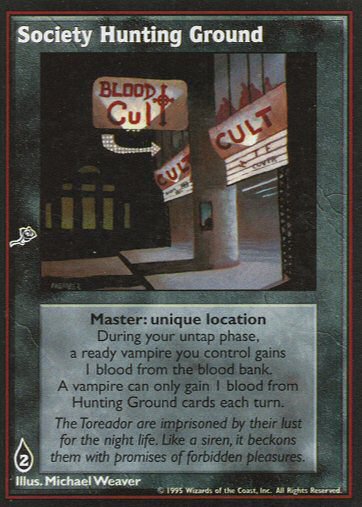 Society Hunting Ground
BLOOD
Cult
CULT
CULT
Master: unique location
During your untap phase,
a ready vampire you control gains
1 blood from the blood bank.
A vampire can only gain 1 blood from
Hunting Ground cards each turn.
The Toreador are imprisoned by their lust
for the night life. Like a siren, it beckons
them with promises of forbidden pleasures.
2
Illus. Michael Weaver
© 1995 Wizards of the Coast, Inc. All Rights Reserved.